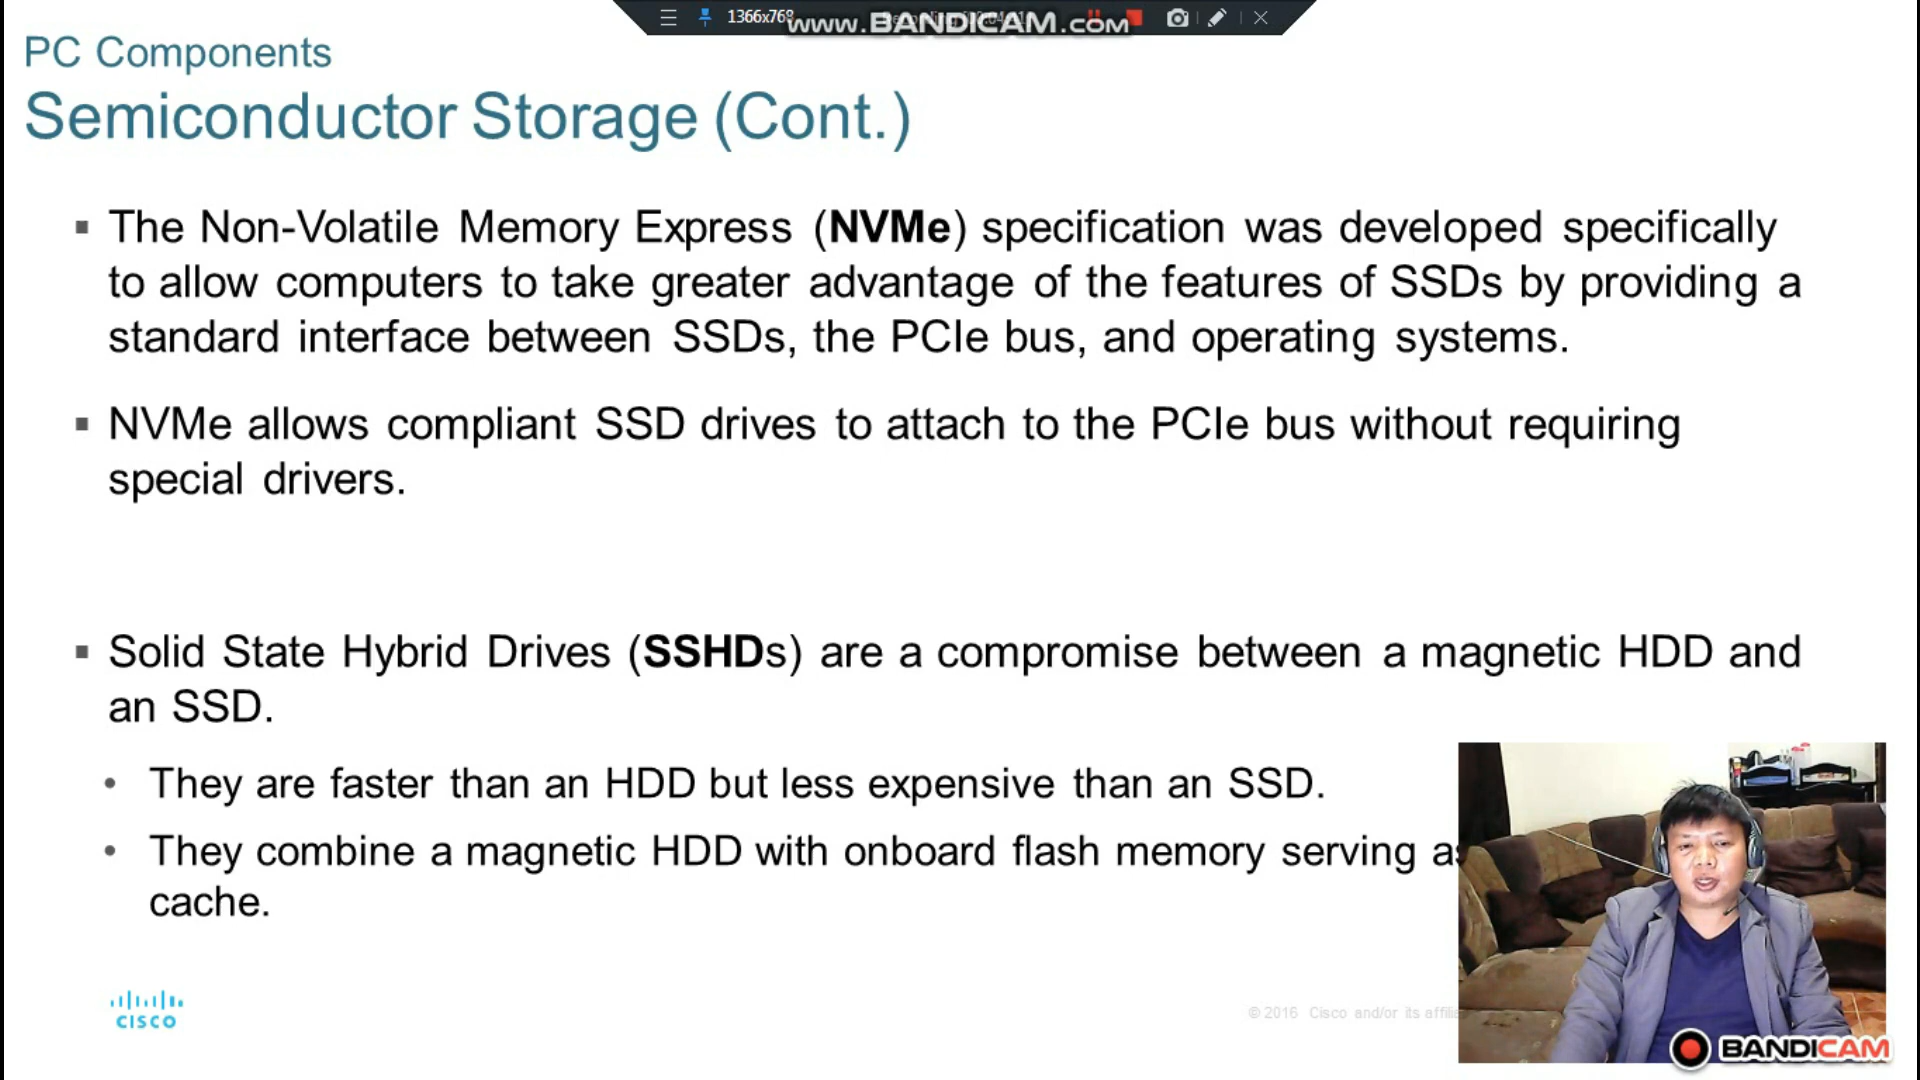 1366x768
www.BANDICAM.COM
PC Components
Semiconductor Storage (Cont.)
▪ The Non-Volatile Memory Express (NVMe) specification was developed specifically
to allow computers to take greater advantage of the features of SSDs by providing a
standard interface between SSDs, the PCIe bus, and operating systems.
▪ NVMe allows compliant SSD drives to attach to the PCIe bus without requiring
special drivers.
▪ Solid State Hybrid Drives (SSHDs) are a compromise between a magnetic HDD and
an SSD.
• They are faster than an HDD but less expensive than an SSD.
• They combine a magnetic HDD with onboard flash memory serving as
cache.
CISCO
© 2016 Cisco and/or its
BANDICAM